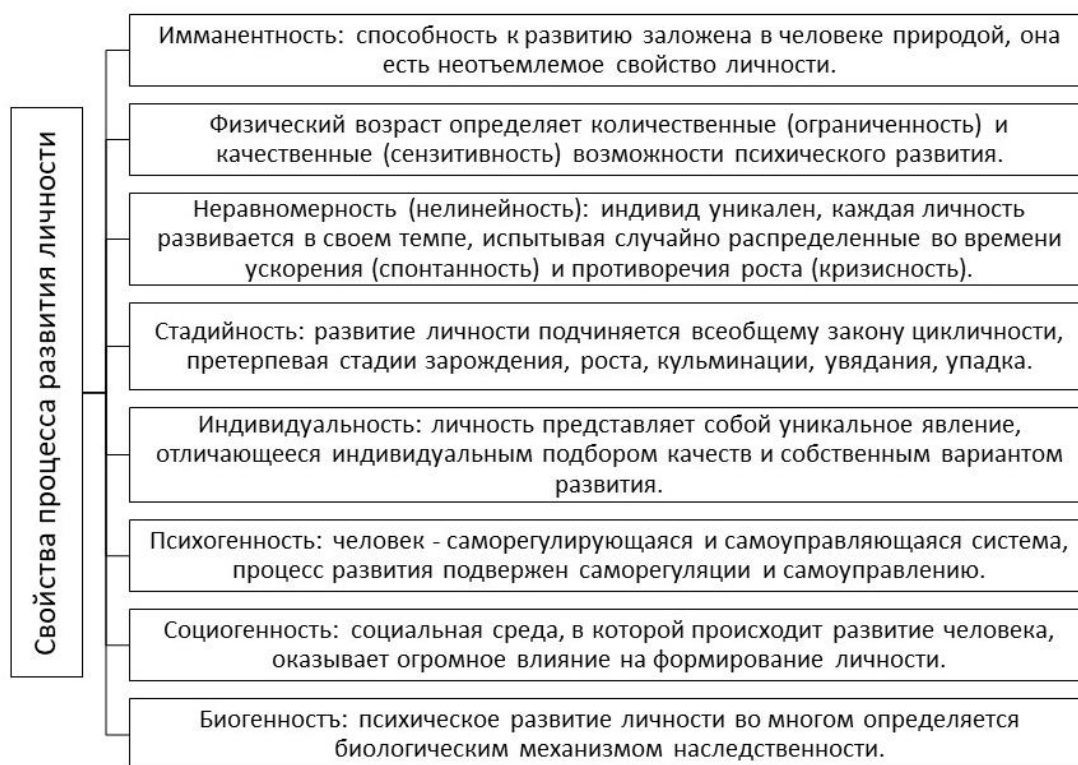 Свойства процесса развития личности
Имманентность: способность к развитию заложена в человеке природой, она
есть неотъемлемое свойство личности.
Физический возраст определяет количественные (ограниченность) и
качественные (сензитивность) возможности психического развития.
Неравномерность (нелинейность): индивид уникален, каждая личность
развивается в своем темпе, испытывая случайно распределенные во времени
ускорения (спонтанность) и противоречия роста (кризисность).
Стадийность: развитие личности подчиняется всеобщему закону цикличности,
претерпевая стадии зарождения, роста, кульминации, увядания, упадка.
Индивидуальность: личность представляет собой уникальное явление,
отличающееся индивидуальным подбором качеств и собственным вариантом
развития.
Психогенность: человек - саморегулирующаяся и самоуправляющаяся система,
процесс развития подвержен саморегуляции и самоуправлению.
Социогенность: социальная среда, в которой происходит развитие человека,
оказывает огромное влияние на формирование личности.
Биогенностъ: психическое развитие личности во многом определяется
биологическим механизмом наследственности.